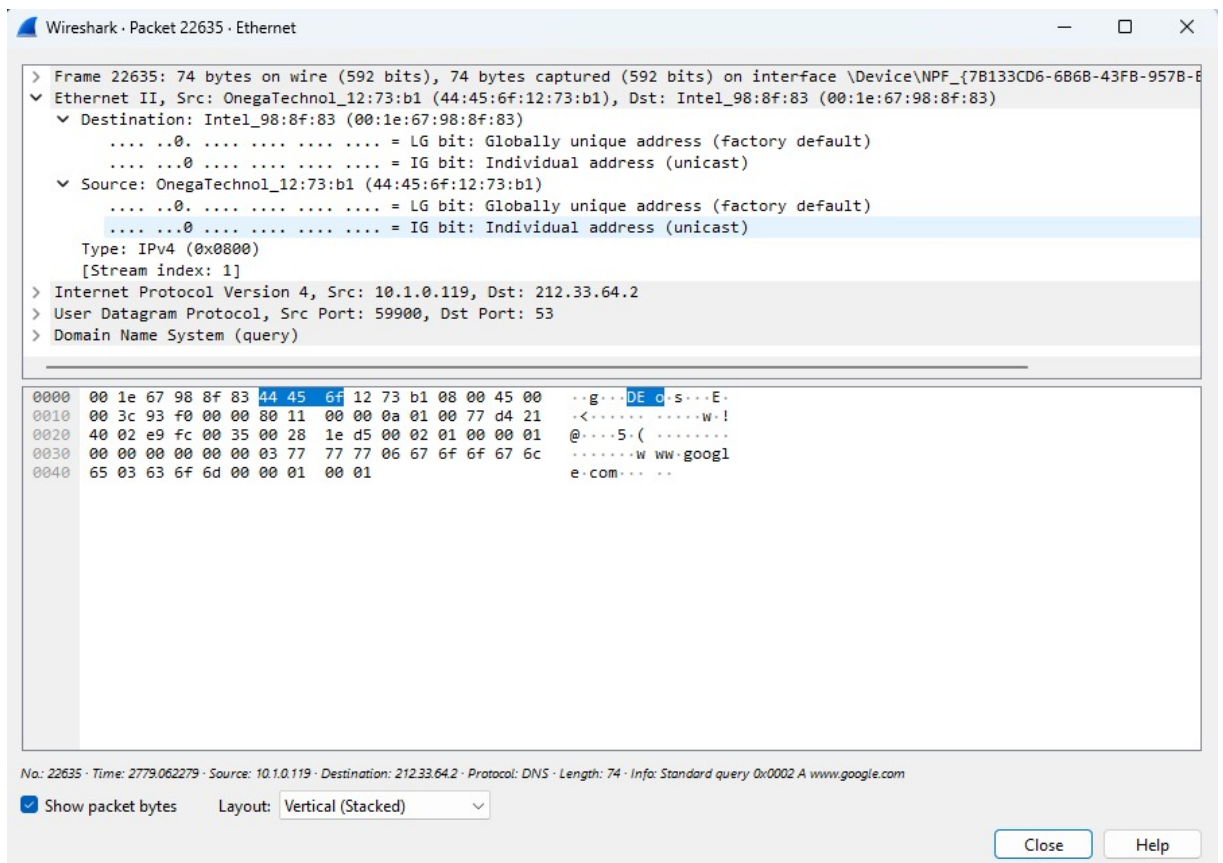 Wireshark · Packet 22635 · Ethernet
> Frame 22635: 74 bytes on wire (592 bits), 74 bytes captured (592 bits) on interface \Device\NPF_{7B133CD6-6B6B-43FB-957B-E
Ethernet II, Src: OnegaTechnol_12:73:b1 (44:45:6f:12:73:b1), Dst: Intel_98:8f:83 (00:1e:67:98:8f:83)
Destination: Intel_98:8f:83 (00:1e:67:98:8f:83)
.... ..0. .... .... .... .... = LG bit: Globally unique address (factory default)
.... ...0 .... .... .... .... = IG bit: Individual address (unicast)
Source: OnegaTechnol_12:73:b1 (44:45:6f:12:73:b1)
.... ..0. .... .... .... .... = LG bit: Globally unique address (factory default)
.... ...0 .... .... .... .... = IG bit: Individual address (unicast)
Type: IPv4 (0x0800)
[Stream index: 1]
> Internet Protocol Version 4, Src: 10.1.0.119, Dst: 212.33.64.2
> User Datagram Protocol, Src Port: 59900, Dst Port: 53
> Domain Name System (query)
0000 00 1e 67 98 8f 83 44 45 6f 12 73 b1 08 00 45 00 ··g···DE o·s···E·
0010 00 3c 93 f0 00 00 80 11 00 00 0a 01 00 77 d4 21 ·<······ ·····w·!
0020 40 02 e9 fc 00 35 00 28 1e d5 00 02 01 00 00 01 @····5·( ········
0030 00 00 00 00 00 00 03 77 77 77 06 67 6f 6f 67 6c ·······w ww·googl
0040 65 03 63 6f 6d 00 00 01 00 01 e·com··· ··
No.: 22635 · Time: 2779.062279 · Source: 10.1.0.119 · Destination: 212.33.64.2 · Protocol: DNS · Length: 74 · Info: Standard query 0x0002 A www.google.com
Show packet bytes Layout: Vertical (Stacked)
Close Help